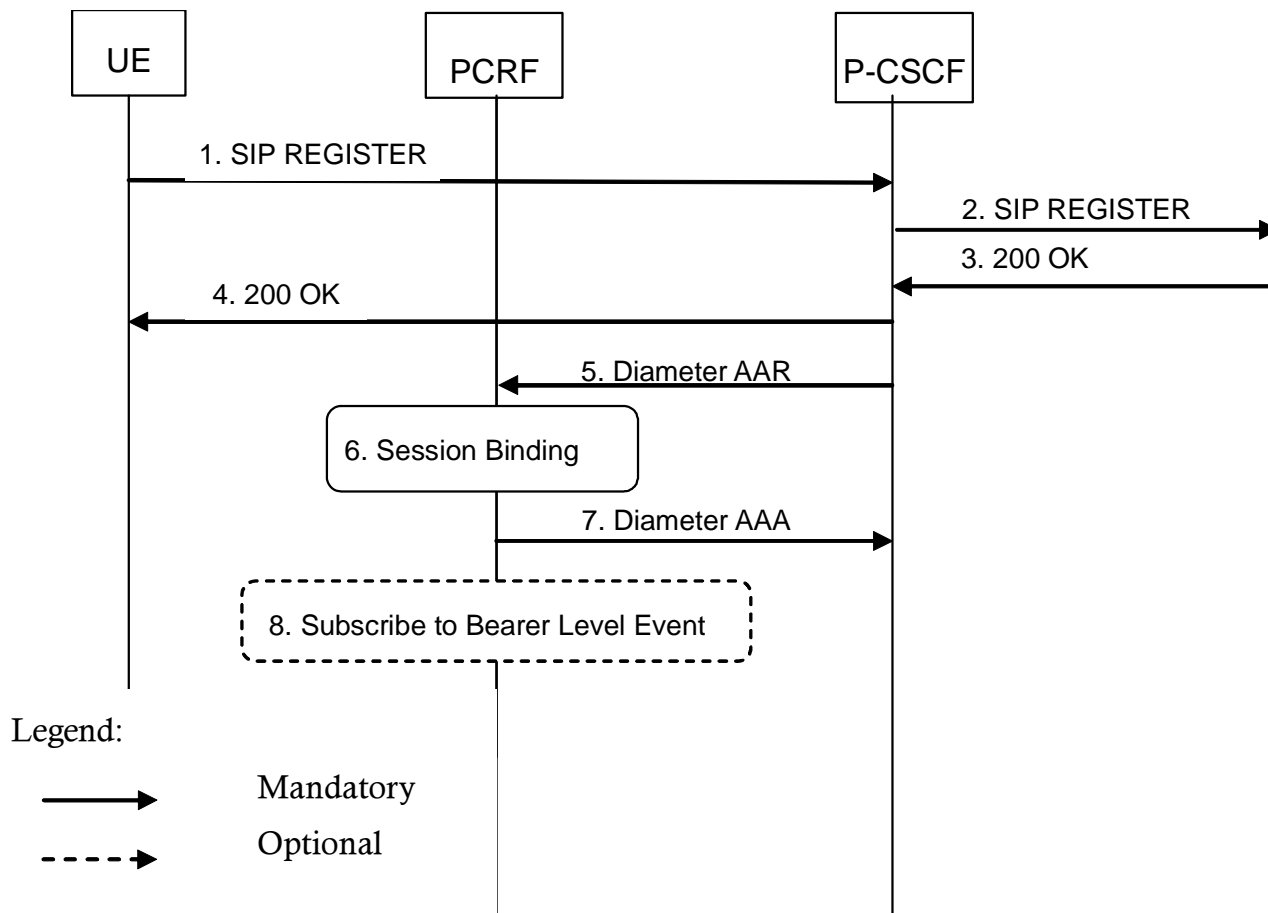 UE
PCRF
P-CSCF
1. SIP REGISTER
2. SIP REGISTER
3. 200 OK
4. 200 OK
5. Diameter AAR
6. Session Binding
7. Diameter AAA
8. Subscribe to Bearer Level Event
Legend:
Mandatory
Optional